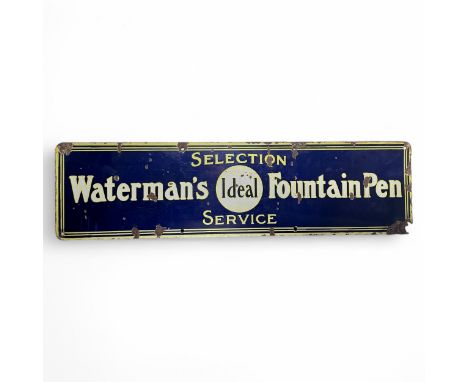 SELECTION
Waterman's Ideal Fountain Pen
SERVICE